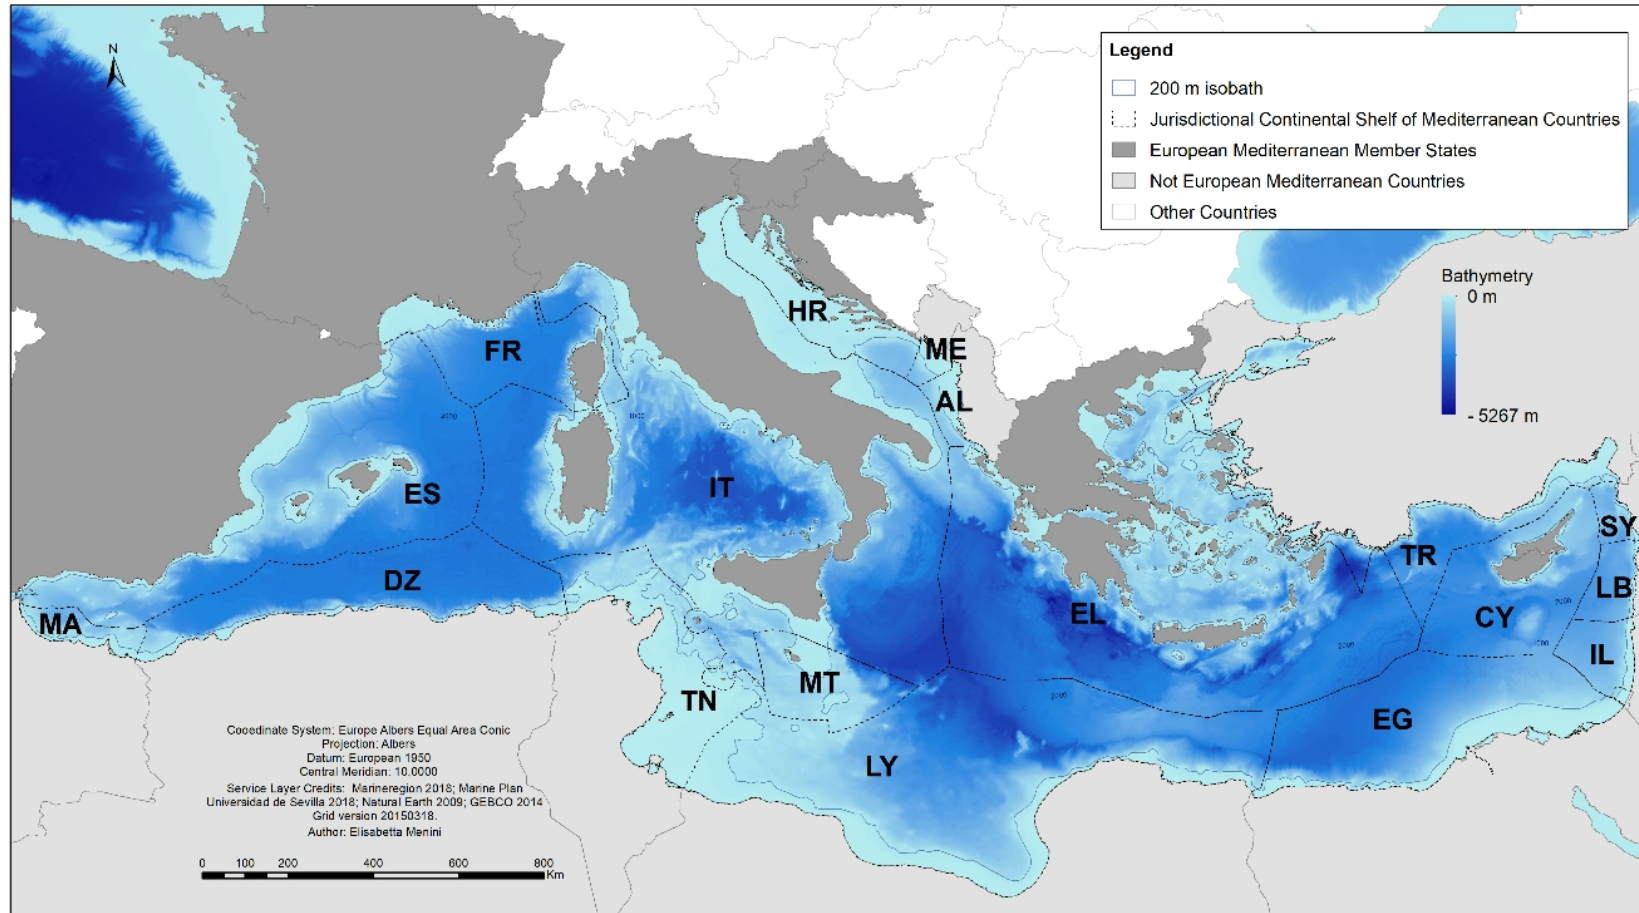 N
Legend
200 m isobath
Jurisdictional Continental Shelf of Mediterranean Countries
European Mediterranean Member States
Not European Mediterranean Countries
Other Countries
Bathymetry
0 m
- 5267 m
HR
ME
FR
AL
IT
ES
SY
TR
DZ
LB
EL
CY
MA
IL
MT
TN
EG
LY
2000
2000
Cooedinate System: Europe Albers Equal Area Conic
Projection: Albers
Datum: European 1950
Central Meridian: 10.0000
Service Layer Credits: Marineregion 2018; Marine Plan
Universidad de Sevilla 2018; Natural Earth 2009; GEBCO 2014
Grid version 20150318.
Author: Elisabetta Menini
0 100 200 400 600 800
Km